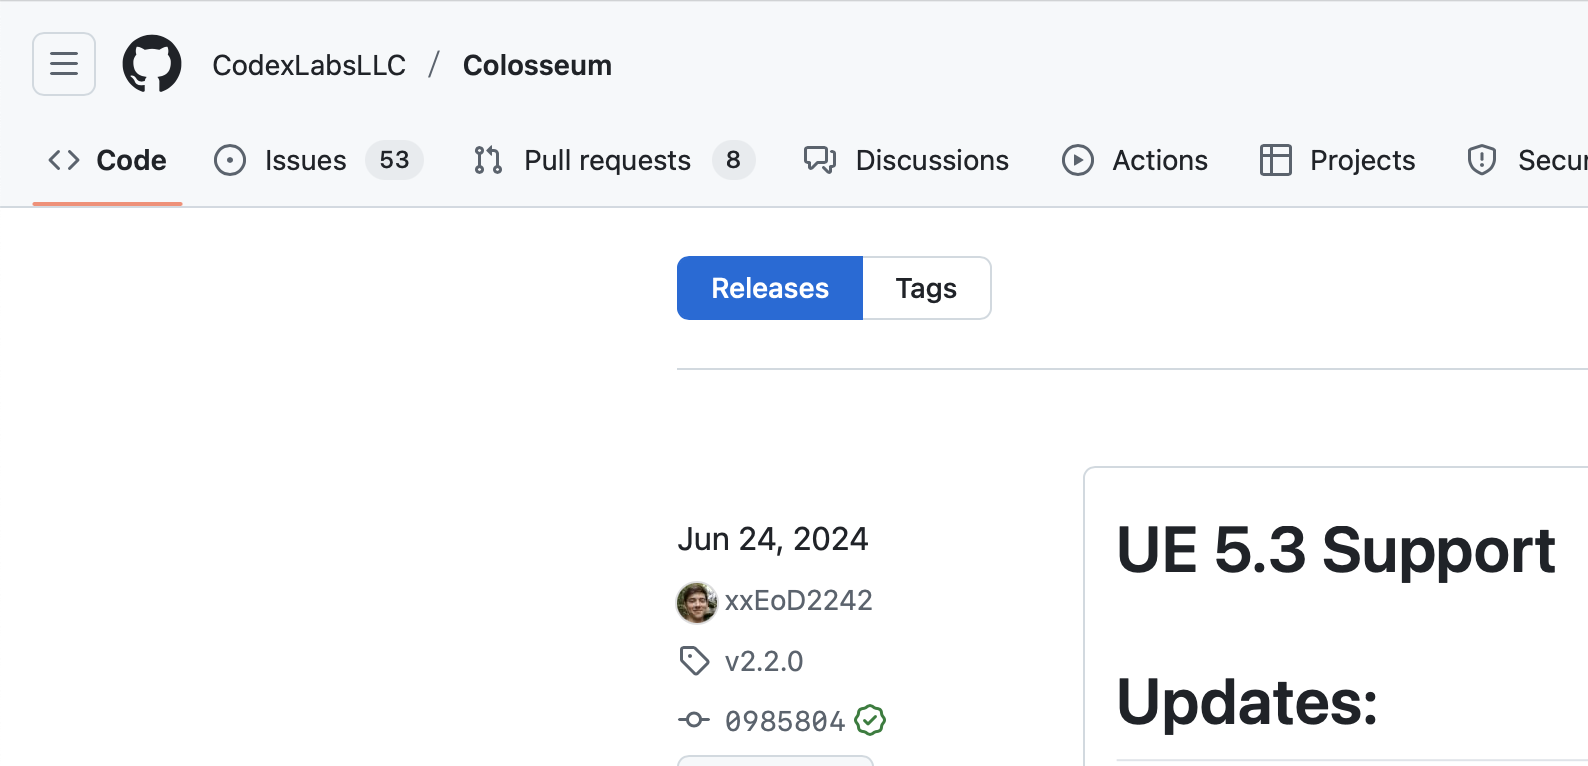 CodexLabsLLC / Colosseum
Code Issues 53 Pull requests 8 Discussions Actions Projects Secur
Releases Tags
Jun 24, 2024
xxEoD2242
v2.2.0
0985804
UE 5.3 Support
Updates: